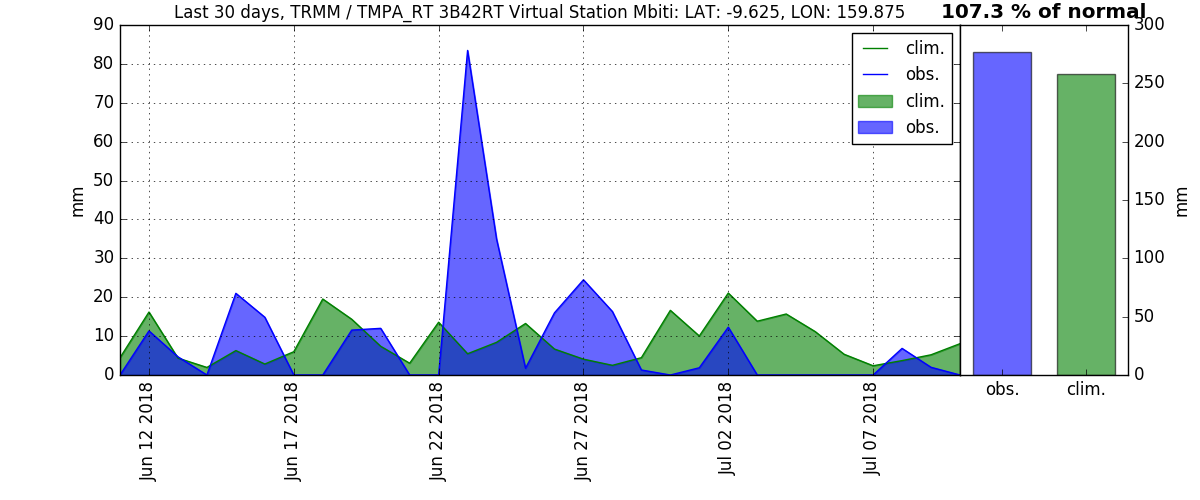 Last 30 days, TRMM / TMPA_RT 3B42RT Virtual Station Mbiti: LAT: -9.625, LON: 159.875
107.3 % of normal
90
80
70
60
50
40
30
20
10
0
mm
clim.
obs.
clim.
obs.
Jun 12 2018
Jun 17 2018
Jun 22 2018
Jun 27 2018
Jul 02 2018
Jul 07 2018
300
250
200
150
100
50
0
mm
obs.
clim.